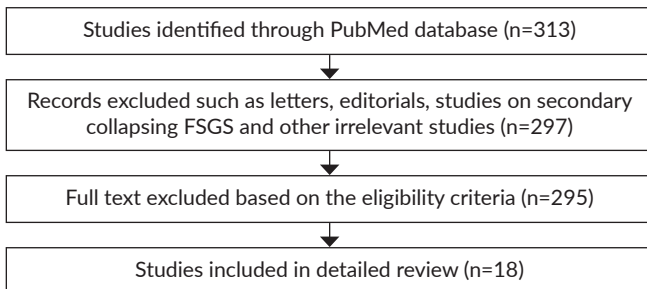 Studies identified through PubMed database (n=313)
Records excluded such as letters, editorials, studies on secondary
collapsing FSGS and other irrelevant studies (n=297)
Full text excluded based on the eligibility criteria (n=295)
Studies included in detailed review (n=18)